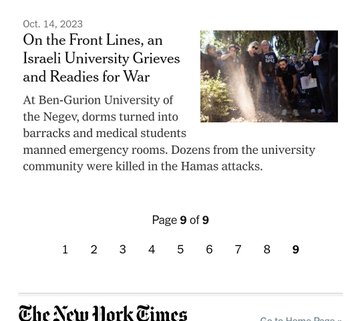 Oct. 14, 2023
On the Front Lines, an
Israeli University Grieves
and Readies for War
At Ben-Gurion University of
the Negev, dorms turned into
barracks and medical students
manned emergency rooms. Dozens from the university
community were killed in the Hamas attacks.
Page 9 of 9
1 2 3 4 5 6 7 8 9
The New York Times
Go to Home Page »